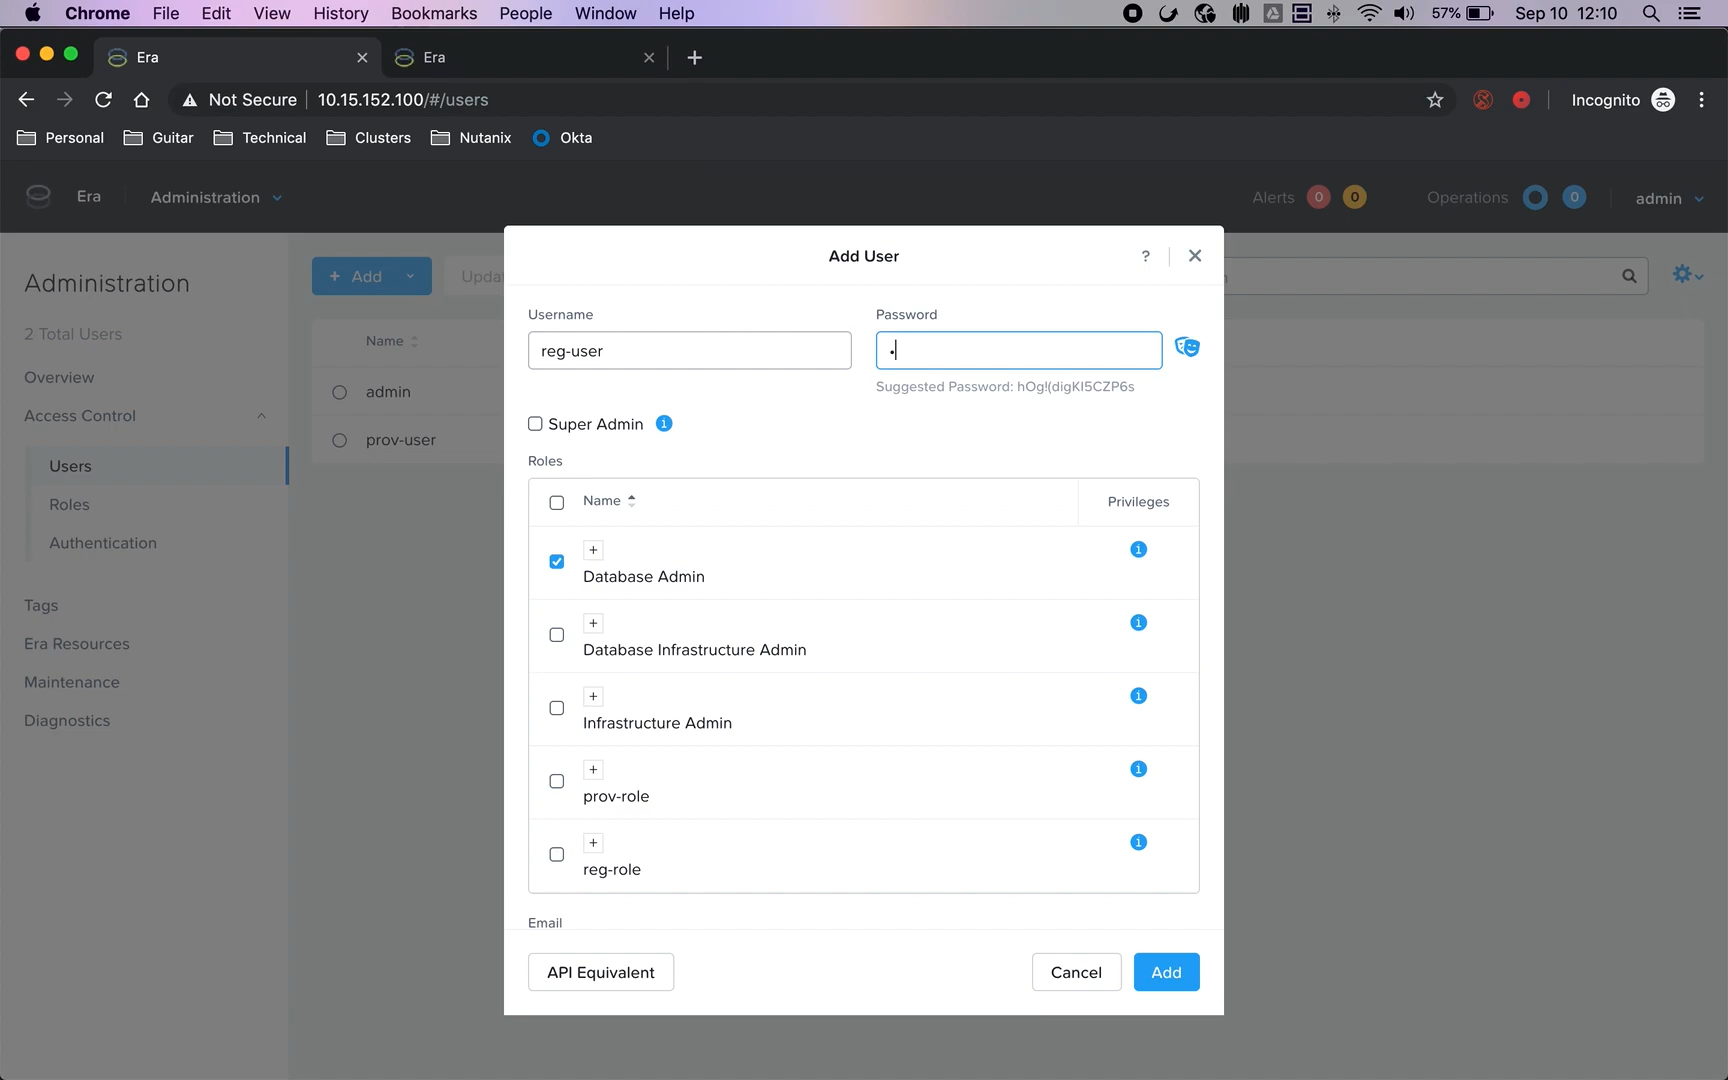 Chrome File Edit View History Bookmarks People Window Help 57% Sep 10 12:10
Era Era
Not Secure 10.15.152.100/#/users Incognito
Personal Guitar Technical Clusters Nutanix Okta
Era Administration Alerts 0 0 Operations 0 admin
Administration
2 Total Users
Overview
Access Control
Users
Roles
Authentication
Tags
Era Resources
Maintenance
Diagnostics
+ Add
Name
admin
prov-user
Add User ?
Username Password
reg-user •
Suggested Password: hOg!(digKI5CZP6s
Super Admin i
Roles
Name Privileges
+ i
Database Admin
+ i
Database Infrastructure Admin
+ i
Infrastructure Admin
+ i
prov-role
+ i
reg-role
Email
API Equivalent Cancel Add